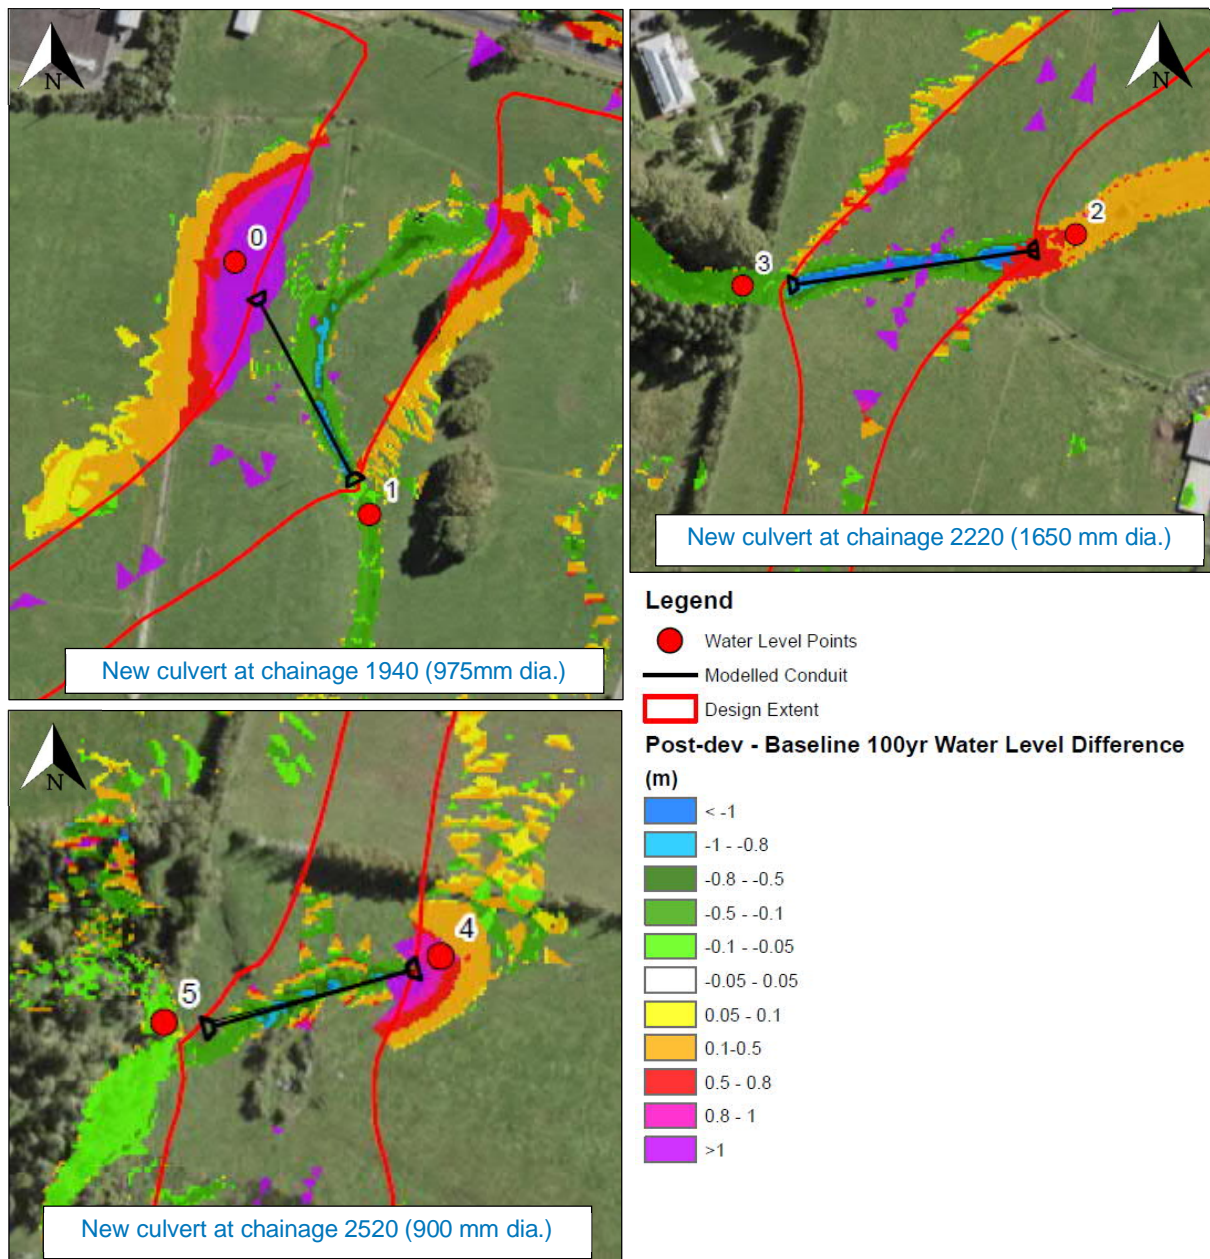 N
0
1
New culvert at chainage 1940 (975mm dia.)
N
2
3
New culvert at chainage 2220 (1650 mm dia.)
N
4
5
New culvert at chainage 2520 (900 mm dia.)
Legend
Water Level Points
Modelled Conduit
Design Extent
Post-dev - Baseline 100yr Water Level Difference
(m)
< -1
-1 - -0.8
-0.8 - -0.5
-0.5 - -0.1
-0.1 - -0.05
-0.05 - 0.05
0.05 - 0.1
0.1-0.5
0.5 - 0.8
0.8 - 1
>1